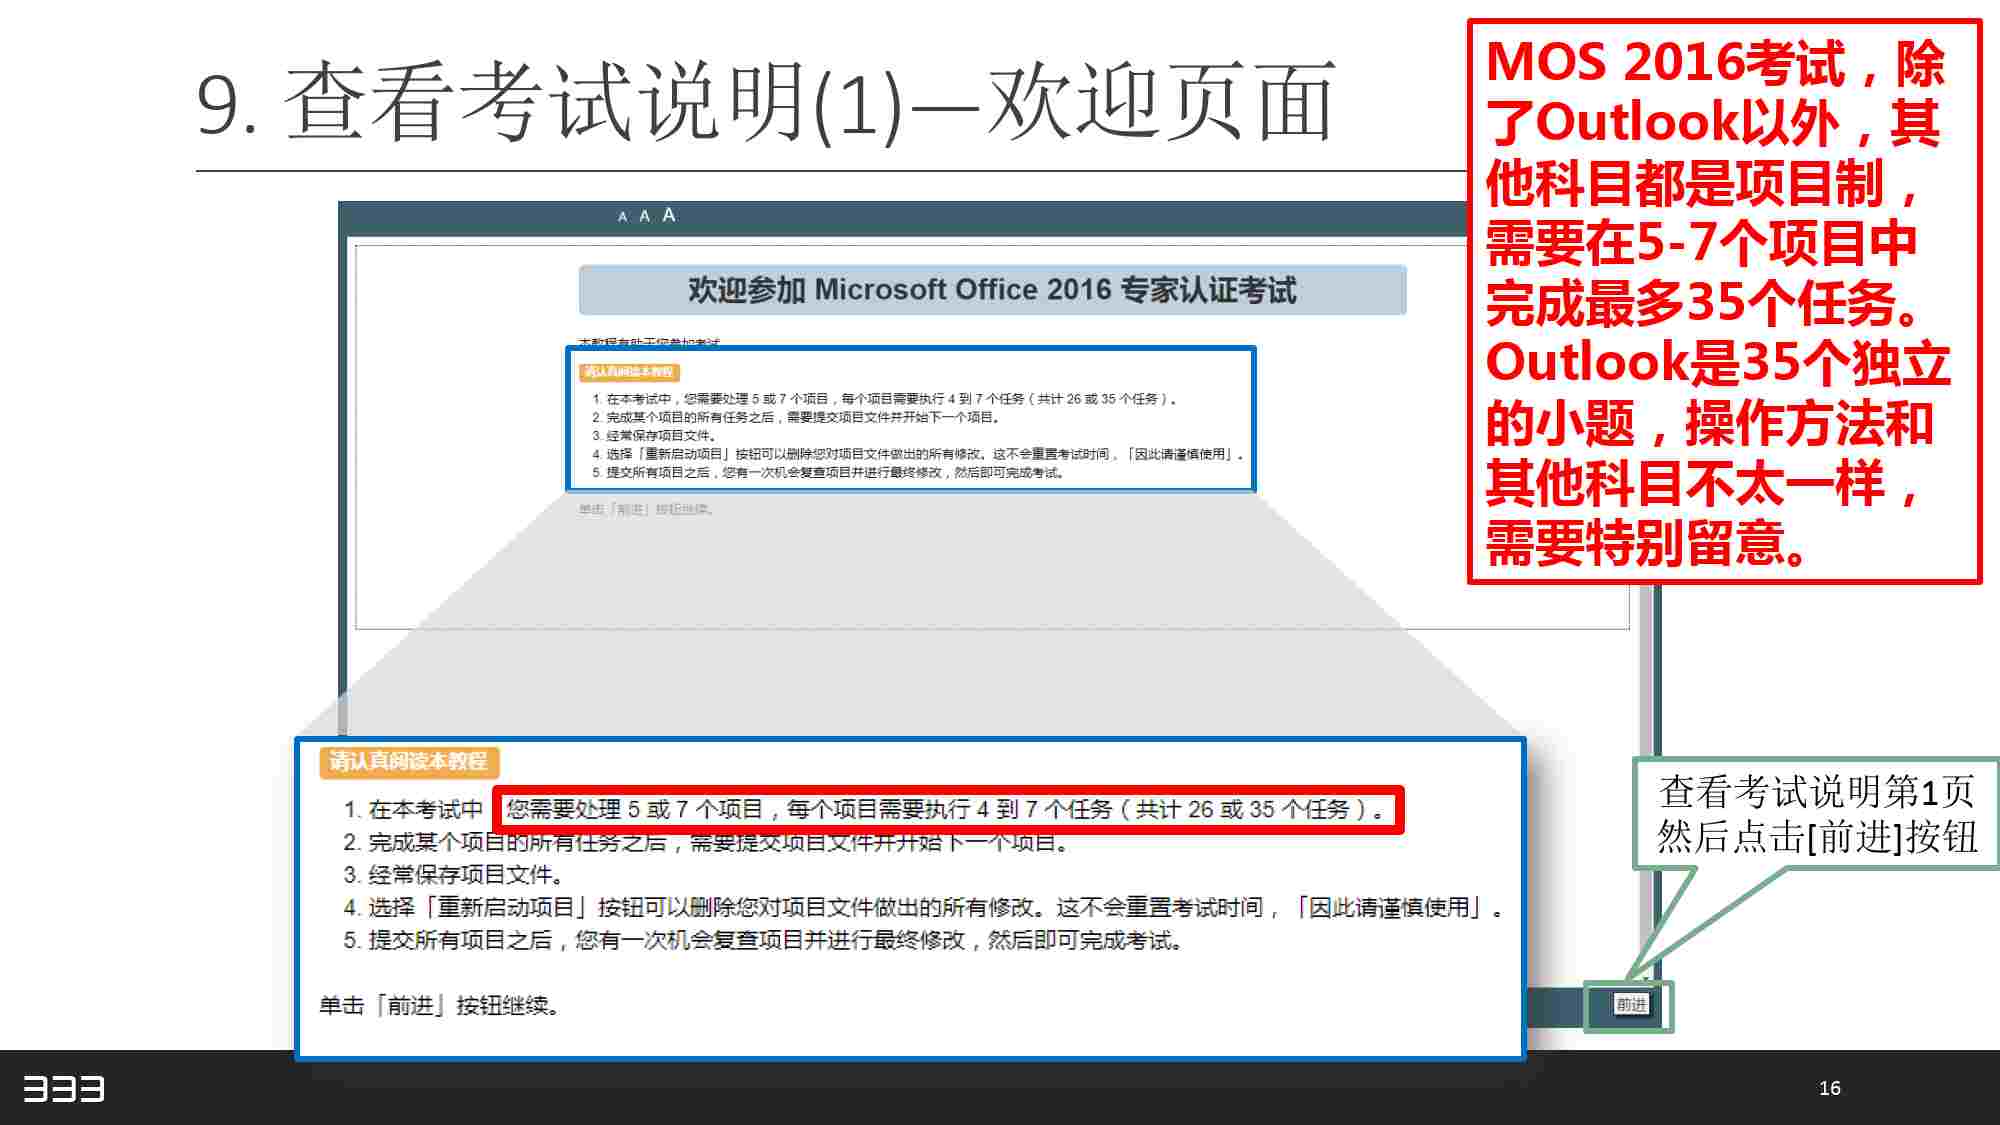 9. 查看考试说明(1)—欢迎页面
MOS 2016考试，除
了Outlook以外，其
他科目都是项目制，
需要在5-7个项目中
完成最多35个任务。
Outlook是35个独立
的小题，操作方法和
其他科目不太一样，
需要特别留意。
A A A
欢迎参加 Microsoft Office 2016 专家认证考试
本教程有助于您参加考试
请认真阅读本教程
1. 在本考试中，您需要处理 5 或 7 个项目，每个项目需要执行 4 到 7 个任务（共计 26 或 35 个任务）。
2. 完成某个项目的所有任务之后，需要提交项目文件并开始下一个项目。
3. 经常保存项目文件。
4. 选择「重新启动项目」按钮可以删除您对项目文件做出的所有修改。这不会重置考试时间，「因此请谨慎使用」。
5. 提交所有项目之后，您有一次机会复查项目并进行最终修改，然后即可完成考试。
单击「前进」按钮继续。
请认真阅读本教程
1. 在本考试中 您需要处理 5 或 7 个项目，每个项目需要执行 4 到 7 个任务（共计 26 或 35 个任务）。
2. 完成某个项目的所有任务之后，需要提交项目文件并开始下一个项目。
3. 经常保存项目文件。
4. 选择「重新启动项目」按钮可以删除您对项目文件做出的所有修改。这不会重置考试时间，「因此请谨慎使用」。
5. 提交所有项目之后，您有一次机会复查项目并进行最终修改，然后即可完成考试。
单击「前进」按钮继续。
查看考试说明第1页
然后点击[前进]按钮
前进
333
16